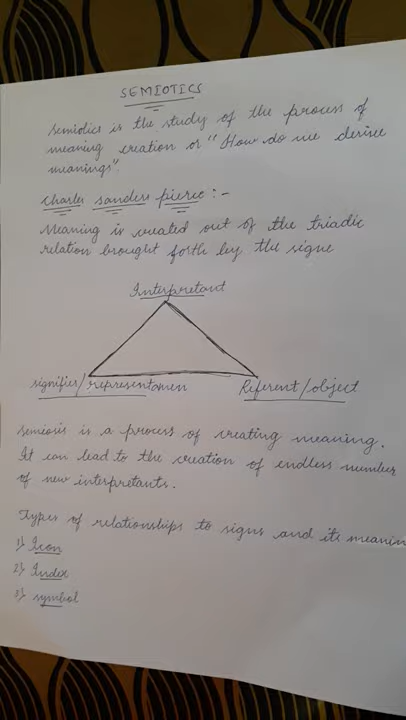 SEMIOTICS
Semiotics is the study of the process of
meaning creation or "How do we derive
meanings".
Charles Sanders pierce :-
Meaning is created out of the triadic
relation brought forth by the signe
Interpretant
signifier/representamen
Referent/object
Semiosis is a process of creating meaning.
It can lead to the creation of endless number
of new interpretants.
Types of relationships to signs and its meanin
1) Icon
2) Index
3) symbol